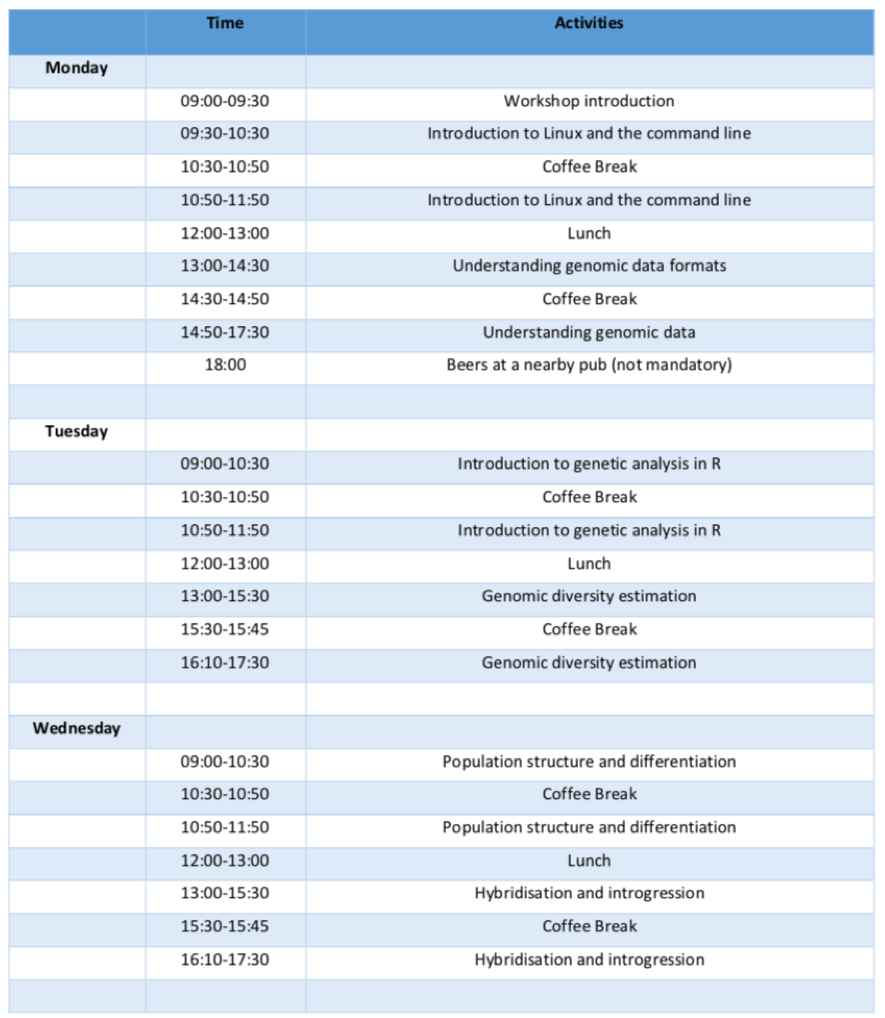 Time Activities
Monday
09:00-09:30 Workshop introduction
09:30-10:30 Introduction to Linux and the command line
10:30-10:50 Coffee Break
10:50-11:50 Introduction to Linux and the command line
12:00-13:00 Lunch
13:00-14:30 Understanding genomic data formats
14:30-14:50 Coffee Break
14:50-17:30 Understanding genomic data
18:00 Beers at a nearby pub (not mandatory)
Tuesday
09:00-10:30 Introduction to genetic analysis in R
10:30-10:50 Coffee Break
10:50-11:50 Introduction to genetic analysis in R
12:00-13:00 Lunch
13:00-15:30 Genomic diversity estimation
15:30-15:45 Coffee Break
16:10-17:30 Genomic diversity estimation
Wednesday
09:00-10:30 Population structure and differentiation
10:30-10:50 Coffee Break
10:50-11:50 Population structure and differentiation
12:00-13:00 Lunch
13:00-15:30 Hybridisation and introgression
15:30-15:45 Coffee Break
16:10-17:30 Hybridisation and introgression